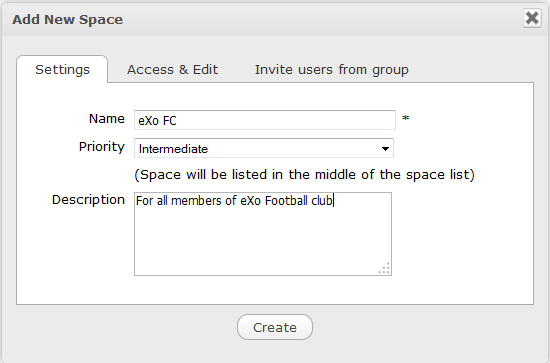 Add New Space
Settings Access & Edit Invite users from group
Name eXo FC *
Priority Intermediate
(Space will be listed in the middle of the space list)
Description For all members of eXo Football club
Create